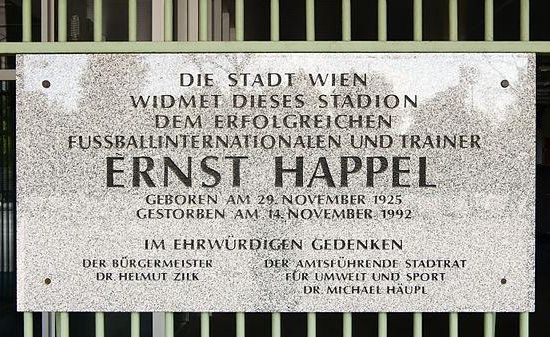 DIE STADT WIEN
WIDMET DIESES STADION
DEM ERFOLGREICHEN
FUSSBALLINTERNATIONALEN UND TRAINER
ERNST HAPPEL
GEBOREN AM 29. NOVEMBER 1925
GESTORBEN AM 14. NOVEMBER 1992
IM EHRWÜRDIGEN GEDENKEN
DER BÜRGERMEISTER
DR. HELMUT ZILK
DER AMTSFÜHRENDE STADTRAT
FÜR UMWELT UND SPORT
DR. MICHAEL HÄUPL